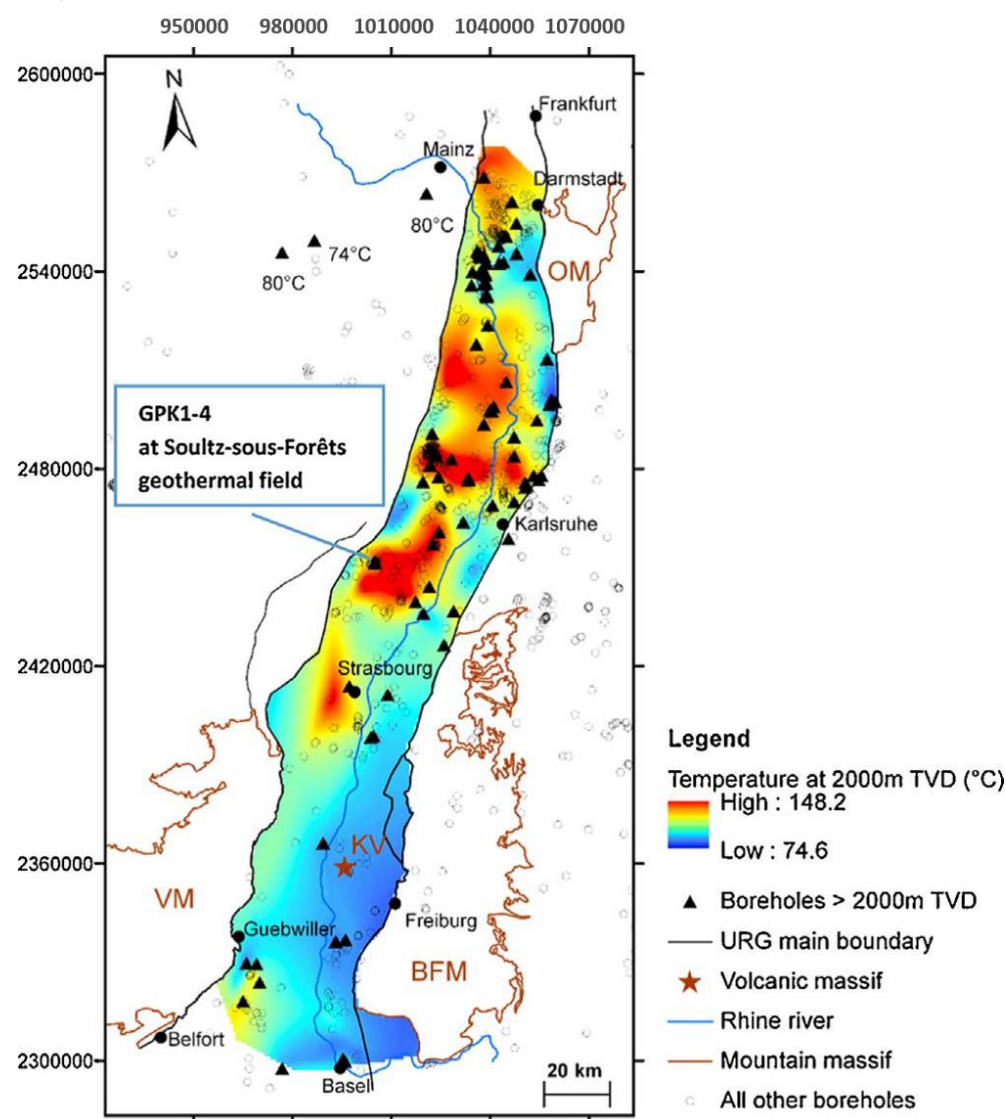 950000 980000 1010000 1040000 1070000
2600000
N
Frankfurt
Mainz
Darmstadt
80°C
74°C
80°C
2540000
OM
GPK1-4
at Soultz-sous-Forêts
geothermal field
2480000
Karlsruhe
2420000
Strasbourg
Legend
Temperature at 2000m TVD (°C)
High : 148.2
Low : 74.6
2360000
KV
VM
Boreholes > 2000m TVD
Freiburg
Guebwiller
URG main boundary
BFM
Volcanic massif
Rhine river
Belfort
2300000
Mountain massif
Basel
20 km
All other boreholes